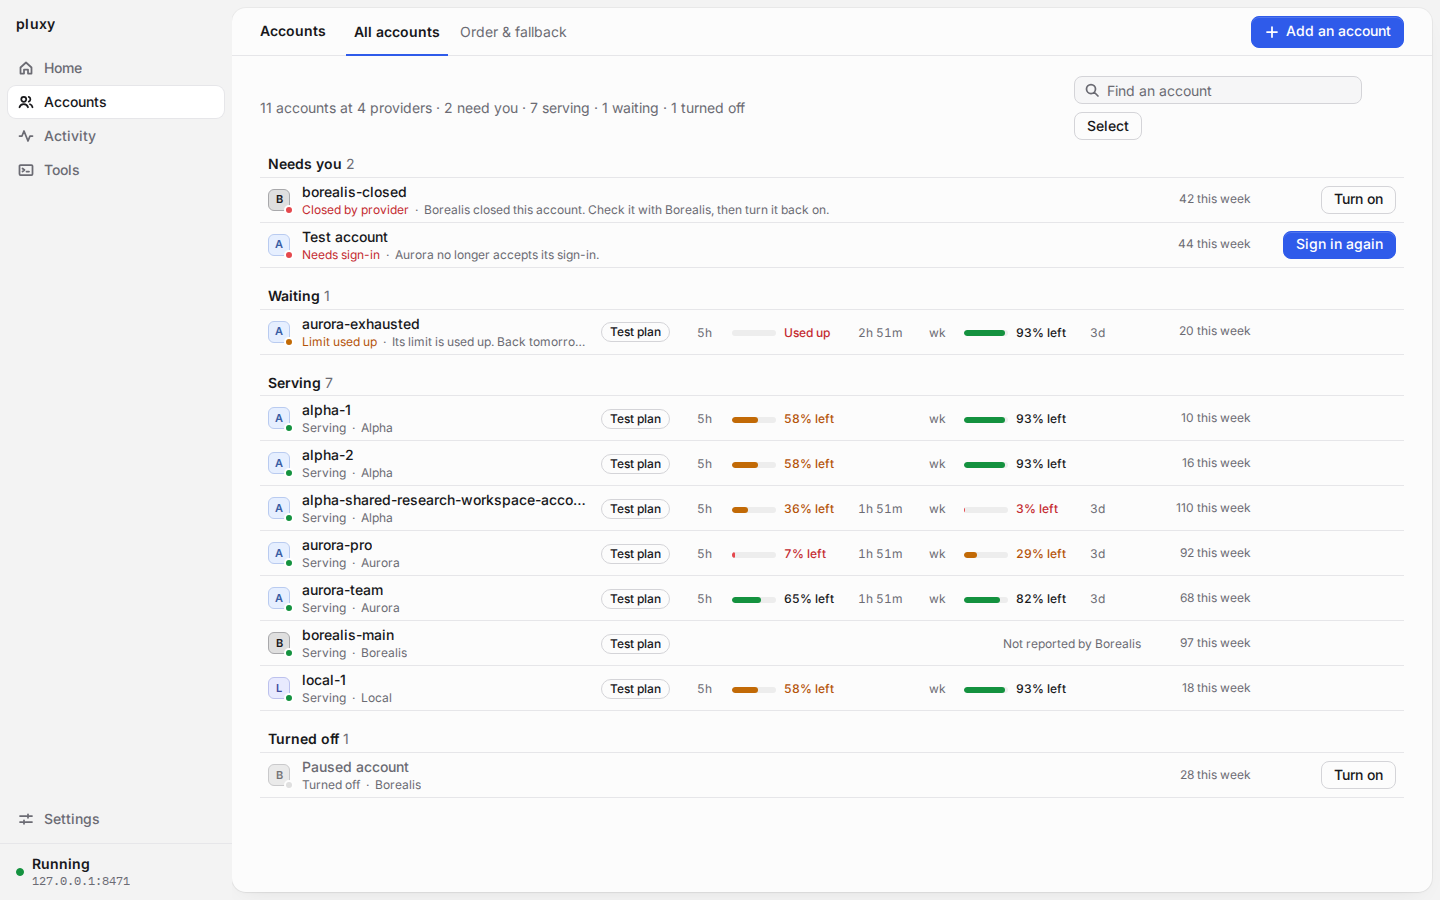 pluxy
Home
Accounts
Activity
Tools
Settings
Running
127.0.0.1:8471
Accounts All accounts Order & fallback + Add an account
11 accounts at 4 providers · 2 need you · 7 serving · 1 waiting · 1 turned off
Find an account
Select
Needs you 2
B borealis-closed 42 this week Turn on
Closed by provider · Borealis closed this account. Check it with Borealis, then turn it back on.
A Test account 44 this week Sign in again
Needs sign-in · Aurora no longer accepts its sign-in.
Waiting 1
A aurora-exhausted Test plan 5h Used up 2h 51m wk 93% left 3d 20 this week
Limit used up · Its limit is used up. Back tomorro...
Serving 7
A alpha-1 Test plan 5h 58% left wk 93% left 10 this week
Serving · Alpha
A alpha-2 Test plan 5h 58% left wk 93% left 16 this week
Serving · Alpha
A alpha-shared-research-workspace-acco... Test plan 5h 36% left 1h 51m wk 3% left 3d 110 this week
Serving · Alpha
A aurora-pro Test plan 5h 7% left 1h 51m wk 29% left 3d 92 this week
Serving · Aurora
A aurora-team Test plan 5h 65% left 1h 51m wk 82% left 3d 68 this week
Serving · Aurora
B borealis-main Test plan Not reported by Borealis 97 this week
Serving · Borealis
L local-1 Test plan 5h 58% left wk 93% left 18 this week
Serving · Local
Turned off 1
B Paused account 28 this week Turn on
Turned off · Borealis